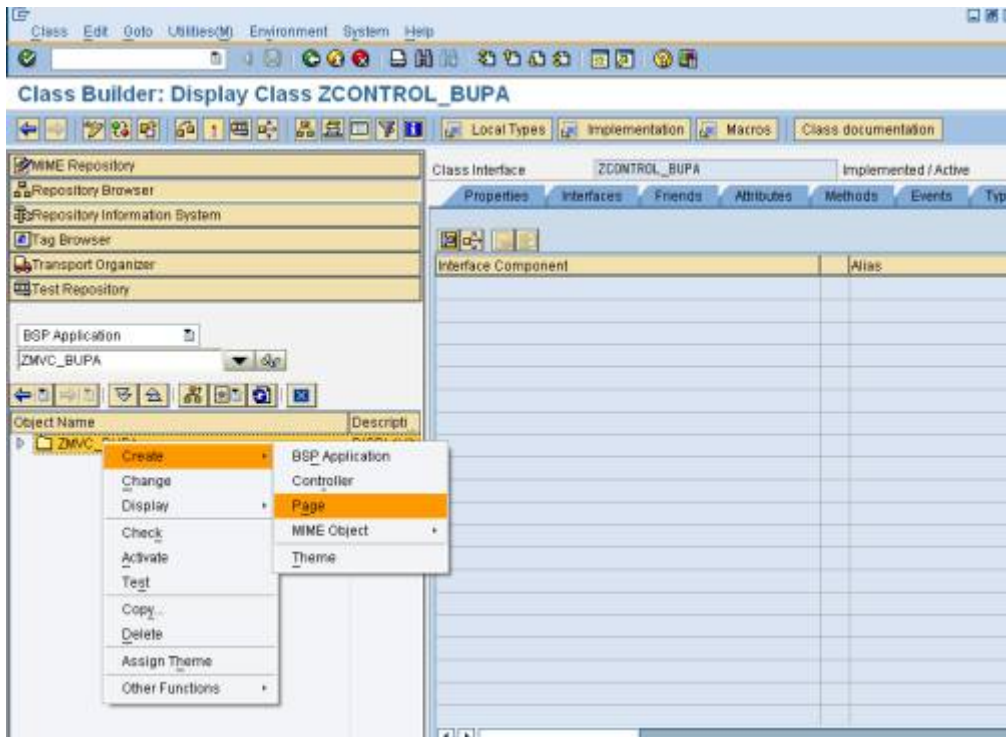 Class Edit Goto Utilities(M) Environment System Help
Class Builder: Display Class ZCONTROL_BUPA
Local Types Implementation Macros Class documentation
MIME Repository
Repository Browser
Repository Information System
Tag Browser
Transport Organizer
Test Repository
Class Interface ZCONTROL_BUPA Implemented / Active
Properties Interfaces Friends Attributes Methods Events Typ
Interface Component Alias
BSP Application
ZMVC_BUPA
Object Name Descripti
ZMVC_
Create
Change
Display
Check
Activate
Test
Copy...
Delete
Assign Theme
Other Functions
BSP Application
Controller
Page
MIME Object
Theme